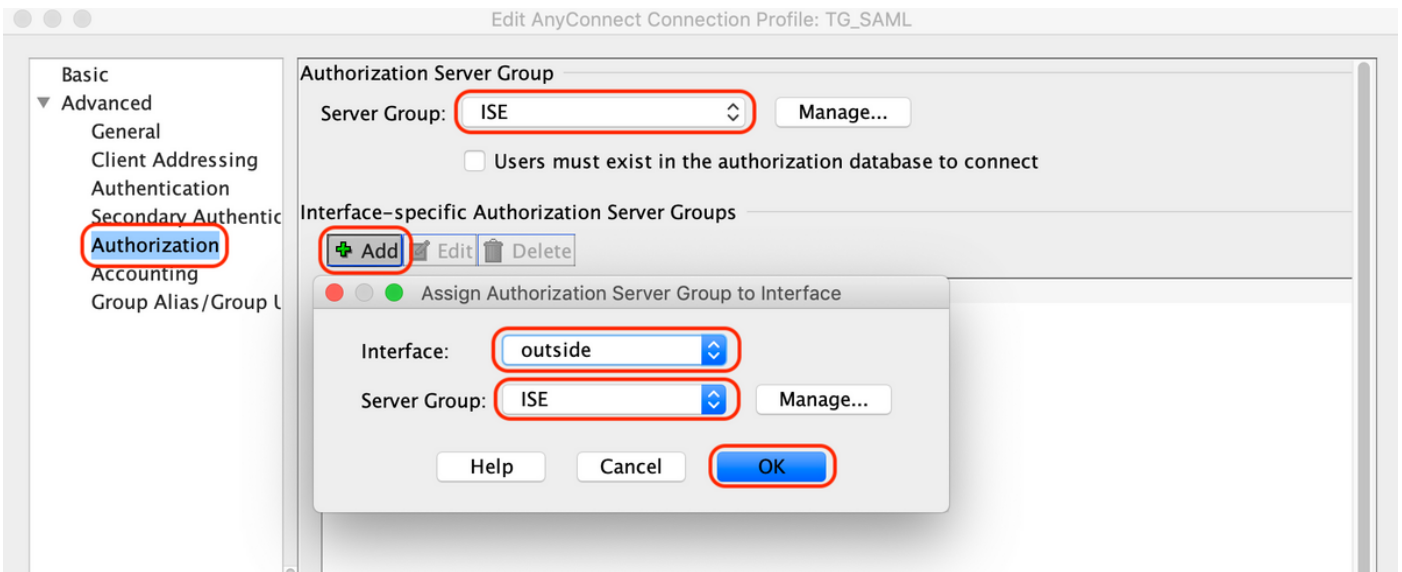 Edit AnyConnect Connection Profile: TG_SAML
Basic
Advanced
General
Client Addressing
Authentication
Secondary Authentic
Authorization
Accounting
Group Alias/Group U
Authorization Server Group
Server Group: ISE Manage...
Users must exist in the authorization database to connect
Interface-specific Authorization Server Groups
Add Edit Delete
Assign Authorization Server Group to Interface
Interface: outside
Server Group: ISE Manage...
Help Cancel OK